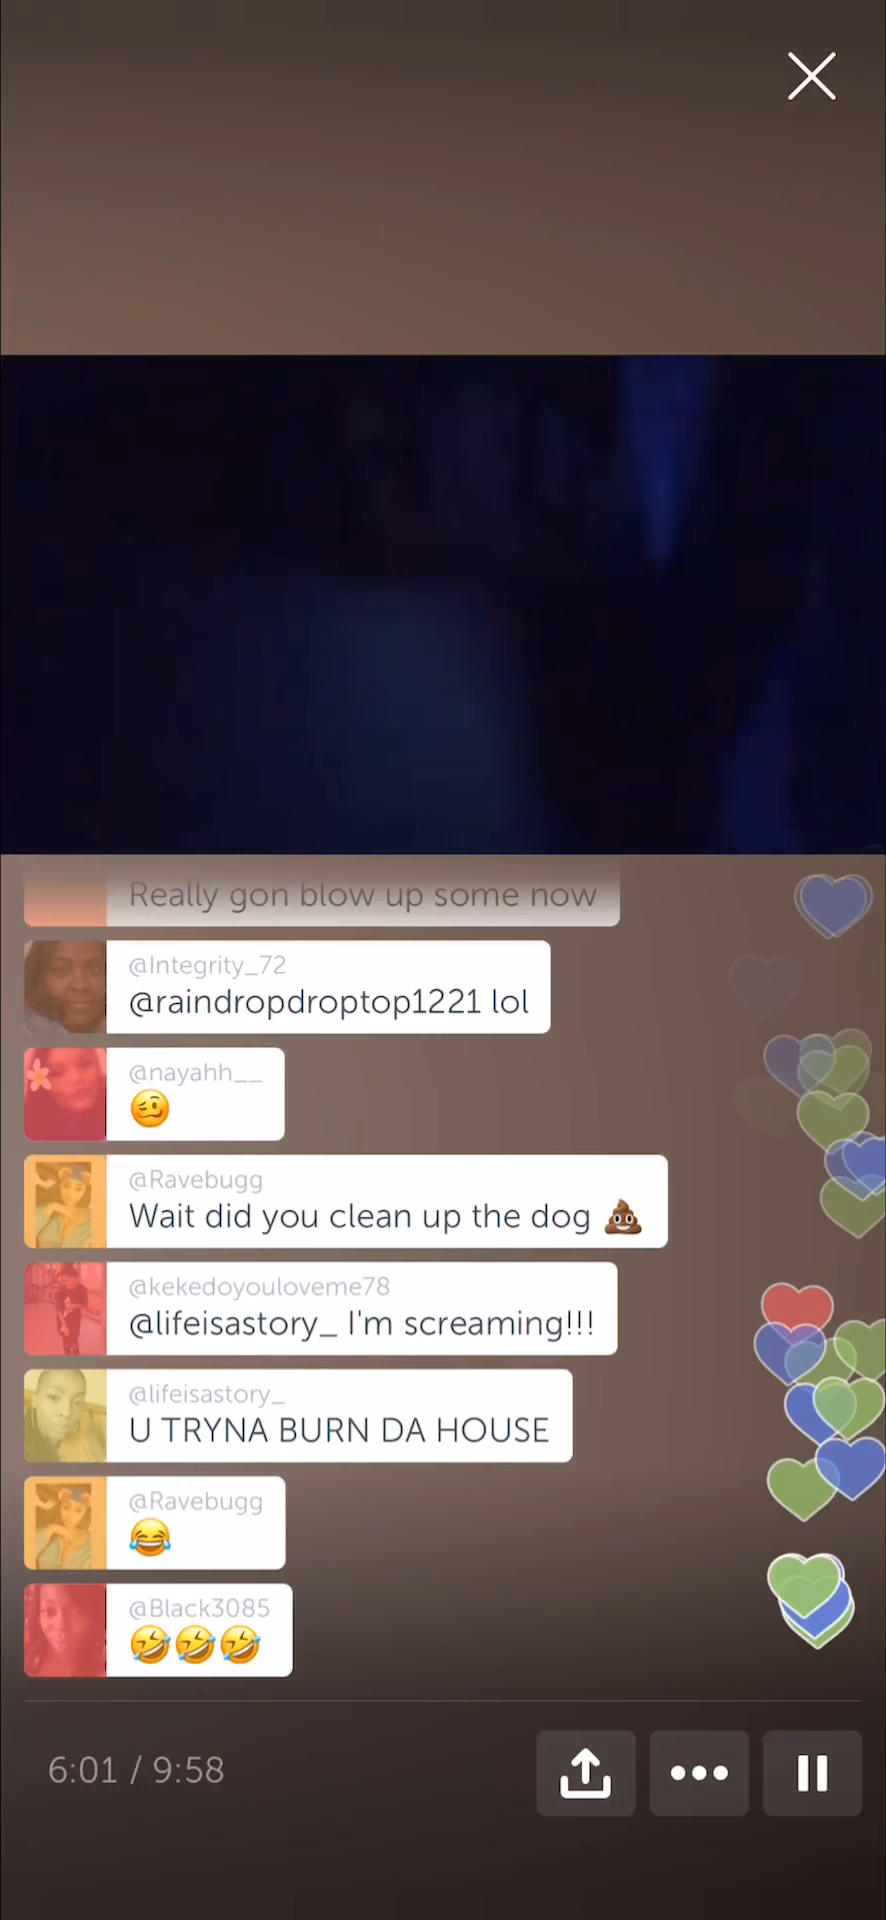 Really gon blow up some now
@Integrity_72
@raindropdroptop1221 lol
@nayahh__
🥴
@Ravebugg
Wait did you clean up the dog 💩
@kekedoyouloveme78
@lifeisastory_ I'm screaming!!!
@lifeisastory_
U TRYNA BURN DA HOUSE
@Ravebugg
😂
@Black3085
🤣🤣🤣
6:01 / 9:58